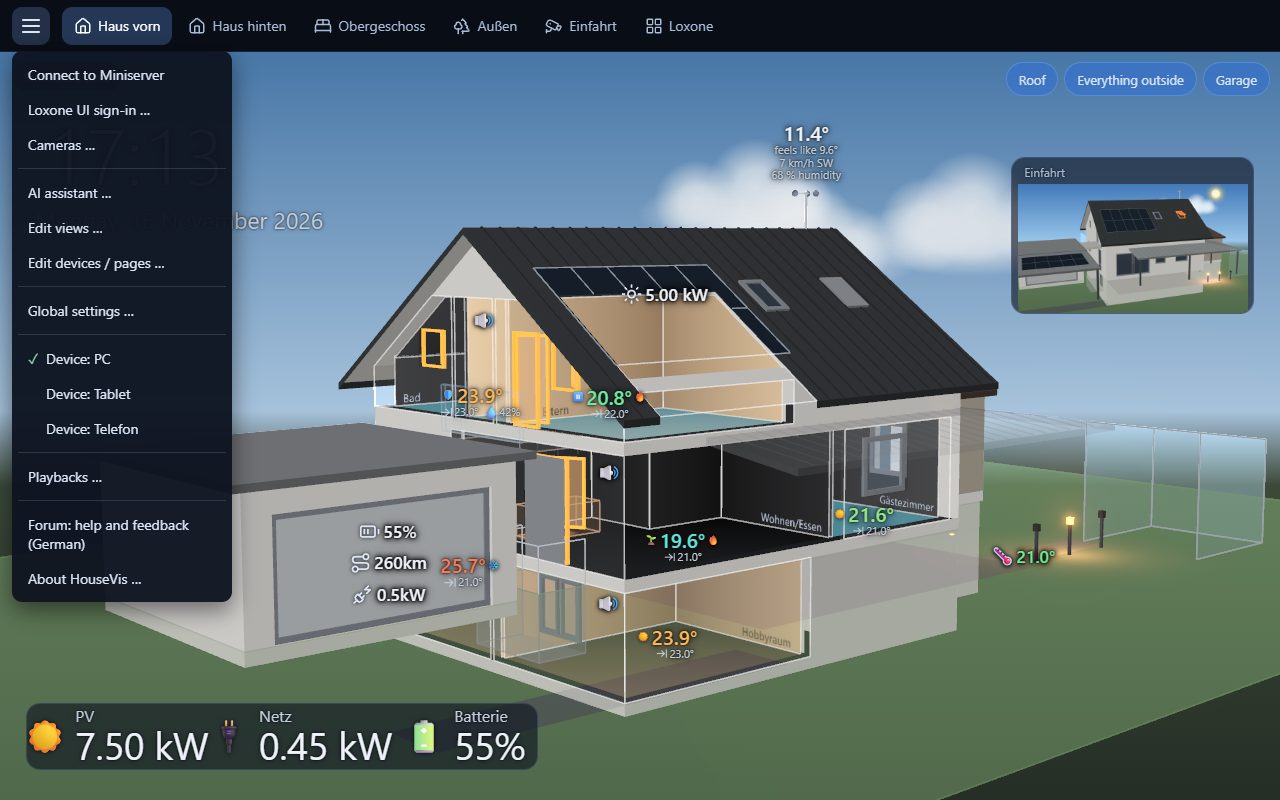 Haus vorn
Haus hinten
Obergeschoss
Außen
Einfahrt
Loxone
Connect to Miniserver
Loxone UI sign-in ...
Cameras ...
AI assistant ...
Edit views ...
Edit devices / pages ...
Global settings ...
✓ Device: PC
Device: Tablet
Device: Telefon
Playbacks ...
Forum: help and feedback
(German)
About HouseVis ...
17:13
November 2026
Roof
Everything outside
Garage
11.4°
feels like 9.6°
7 km/h SW
68 % humidity
Einfahrt
5.00 kW
Bad
23.9°
23.0°
42%
20.8°
22.0°
Wohnen/Essen
19.6°
21.0°
Gästezimmer
21.6°
21.0°
21.0°
55%
260km
0.5kW
25.7°
21.0°
23.9°
23.0°
Hobbyraum
PV
7.50 kW
Netz
0.45 kW
Batterie
55%